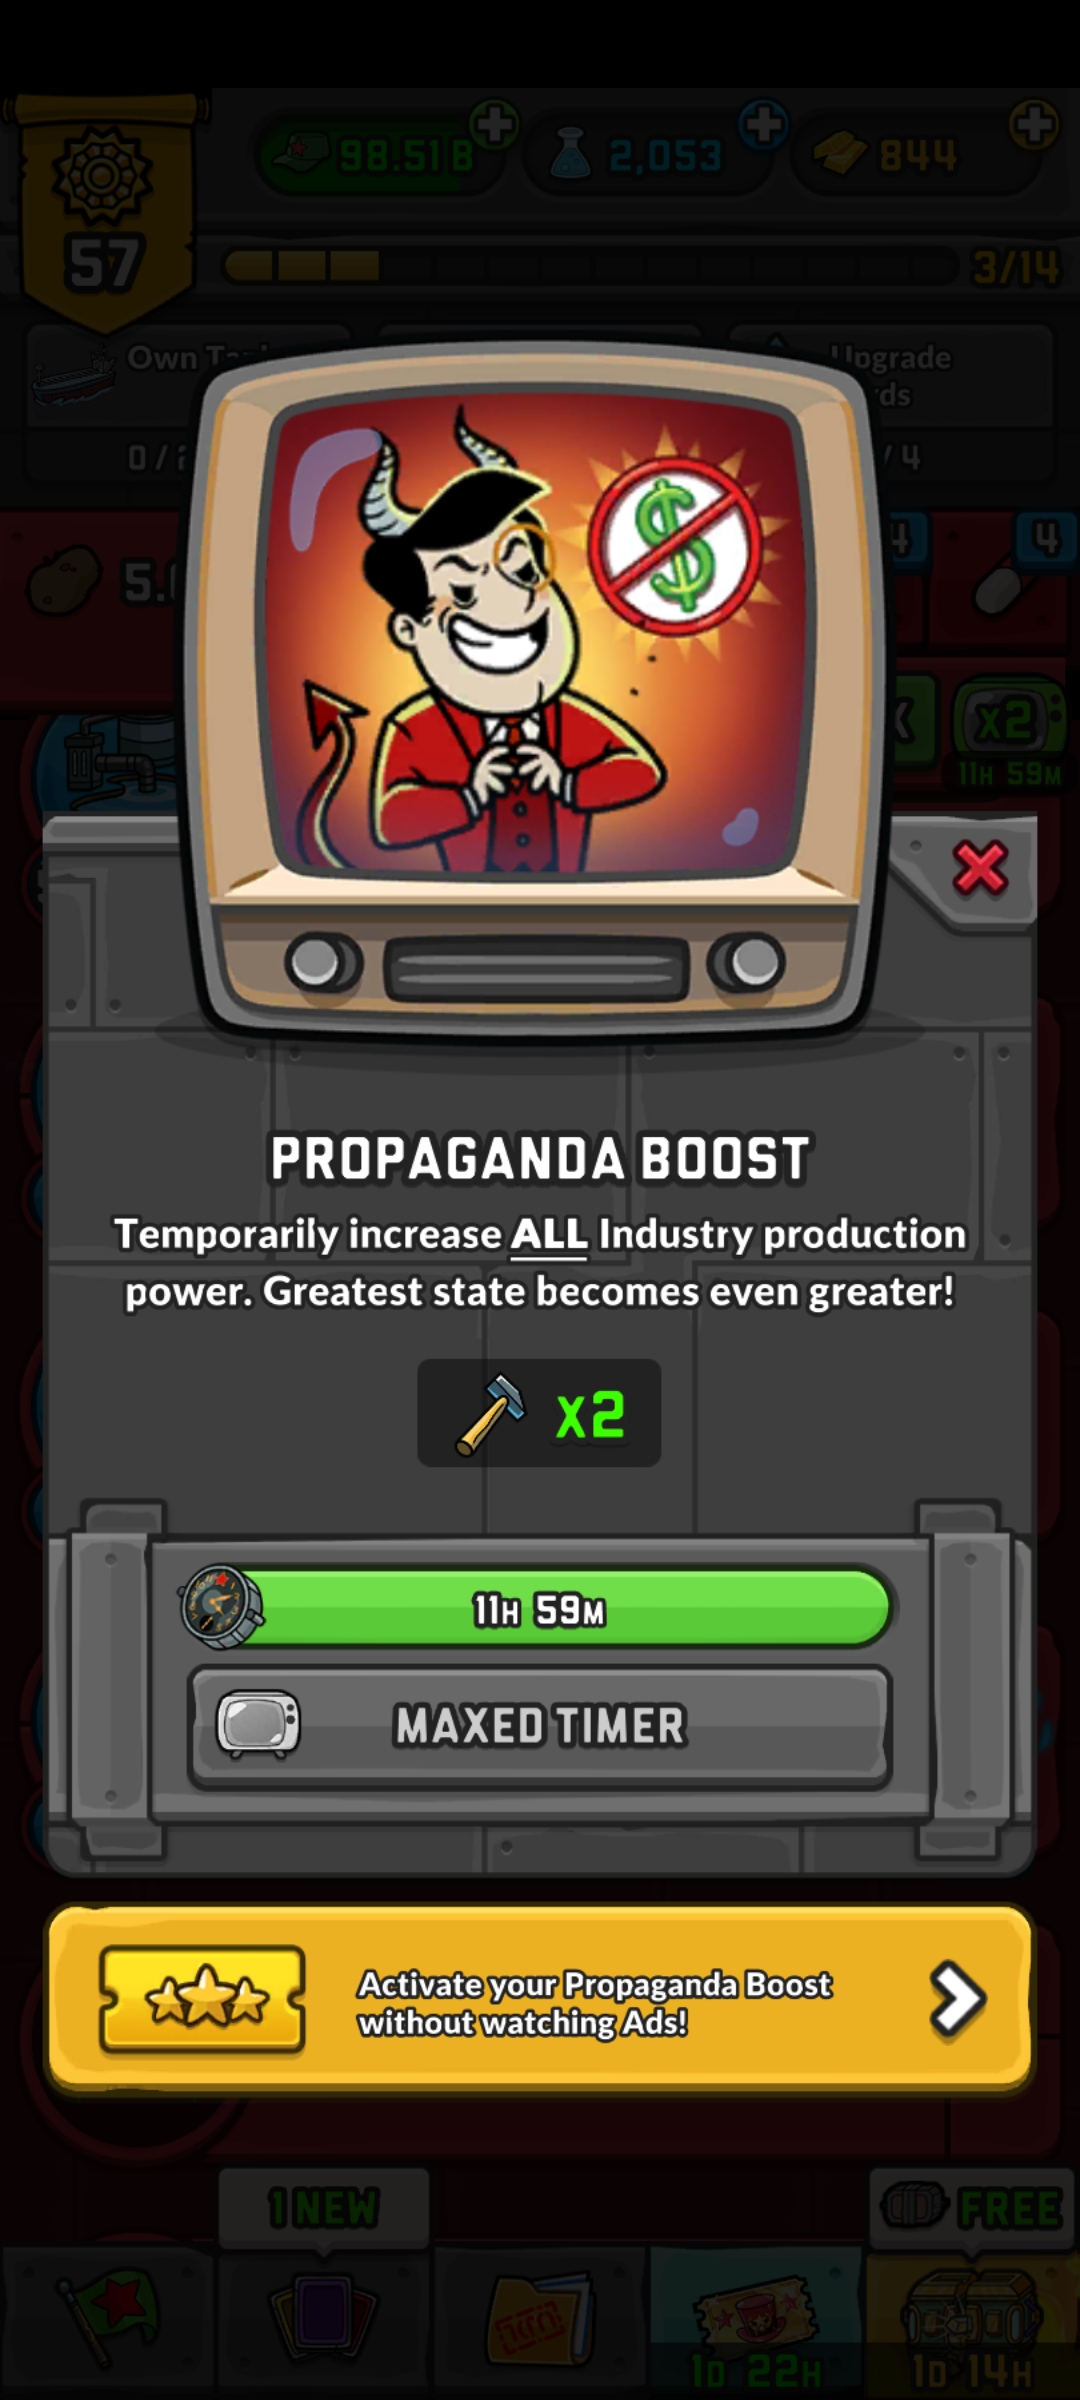 98.51B
2,053
844
57
3/14
Upgrade
/ 4
4
4
x2
11H 59M
PROPAGANDA BOOST
Temporarily increase ALL Industry production
power. Greatest state becomes even greater!
x2
11H 59M
MAXED TIMER
Activate your Propaganda Boost
without watching Ads!
1 NEW
FREE
1D 22H
1D 14H